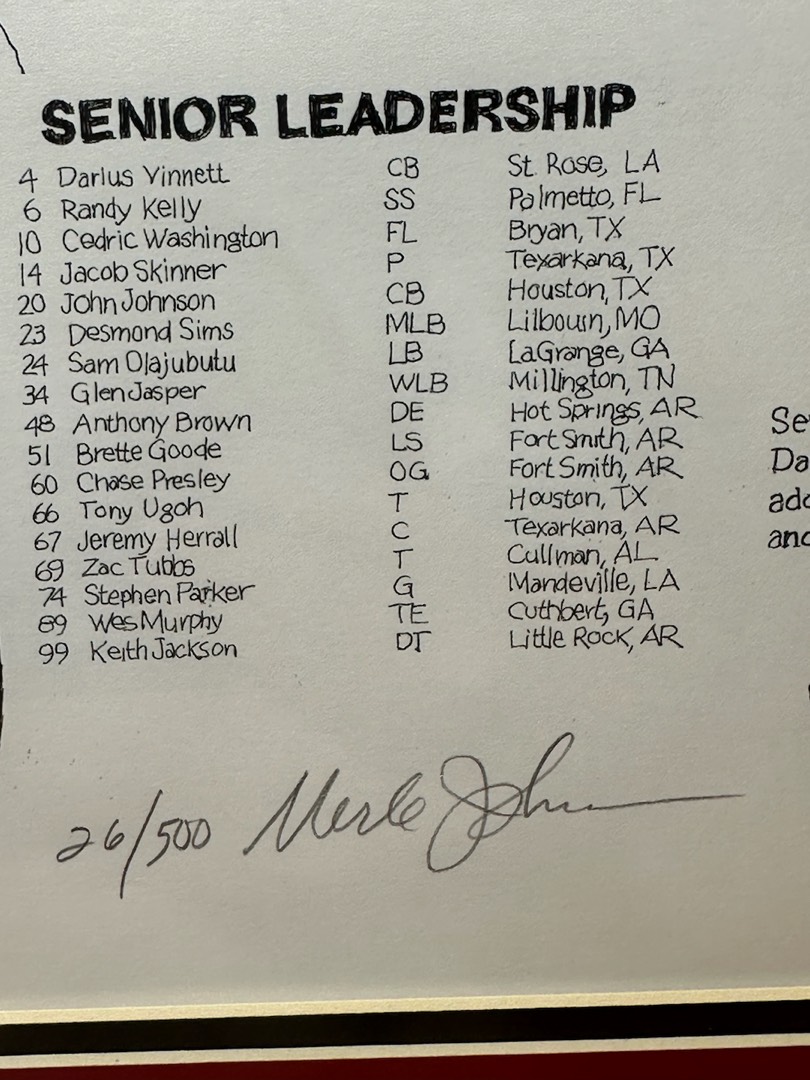 SENIOR LEADERSHIP
4 Darius Vinnett CB St. Rose, LA
6 Randy Kelly SS Palmetto, FL
10 Cedric Washington FL Bryan, TX
14 Jacob Skinner P Texarkana, TX
20 John Johnson CB Houston, TX
23 Desmond Sims MLB Lilbourn, MO
24 Sam Olajubutu LB LaGrange, GA
34 Glen Jasper WLB Millington, TN
48 Anthony Brown DE Hot Springs, AR
51 Brette Goode LS Fort Smith, AR
60 Chase Presley OG Fort Smith, AR
66 Tony Ugoh T Houston, TX
67 Jeremy Herrall C Texarkana, AR
69 Zac Tubbs T Cullman, AL
74 Stephen Parker G Mandeville, LA
89 Wes Murphy TE Cuthbert, GA
99 Keith Jackson DT Little Rock, AR
26/500 Merle
Se
Da
add
and